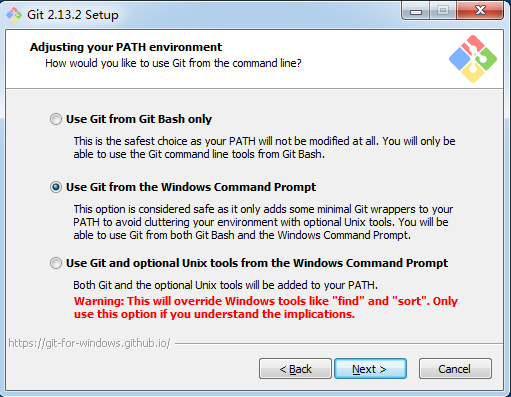 Git 2.13.2 Setup
Adjusting your PATH environment
How would you like to use Git from the command line?
Use Git from Git Bash only
This is the safest choice as your PATH will not be modified at all. You will only be
able to use the Git command line tools from Git Bash.
Use Git from the Windows Command Prompt
This option is considered safe as it only adds some minimal Git wrappers to your
PATH to avoid cluttering your environment with optional Unix tools. You will be
able to use Git from both Git Bash and the Windows Command Prompt.
Use Git and optional Unix tools from the Windows Command Prompt
Both Git and the optional Unix tools will be added to your PATH.
Warning: This will override Windows tools like "find" and "sort". Only
use this option if you understand the implications.
https://git-for-windows.github.io/
< Back
Next >
Cancel